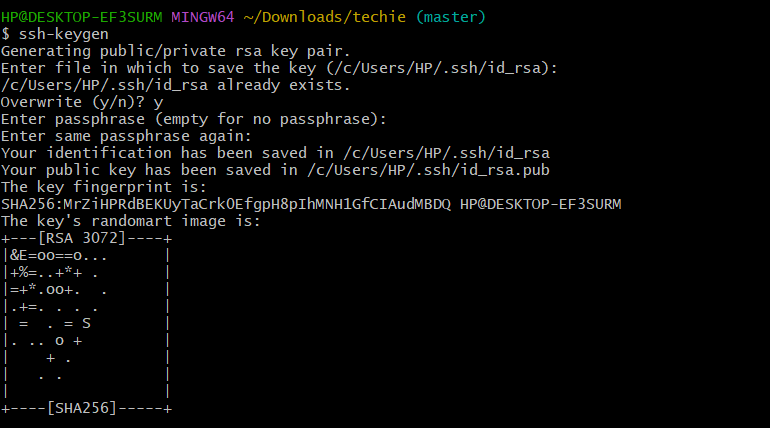 HP@DESKTOP-EF3SURM MINGW64 ~/Downloads/techie (master)
$ ssh-keygen
Generating public/private rsa key pair.
Enter file in which to save the key (/c/Users/HP/.ssh/id_rsa):
/c/Users/HP/.ssh/id_rsa already exists.
Overwrite (y/n)? y
Enter passphrase (empty for no passphrase):
Enter same passphrase again:
Your identification has been saved in /c/Users/HP/.ssh/id_rsa
Your public key has been saved in /c/Users/HP/.ssh/id_rsa.pub
The key fingerprint is:
SHA256:MrZiHPRdBEKUyTaCrkOEfgpH8pIhMNH1GfCIAudMBDQ HP@DESKTOP-EF3SURM
The key's randomart image is:
+---[RSA 3072]----+
|&E=oo==o...      |
|+%=..+*+ .       |
|=+*.oo+.  .      |
|.+=. . . .       |
| =  . = S        |
|. .. o +         |
|    + .          |
|   . .           |
|                 |
+----[SHA256]-----+